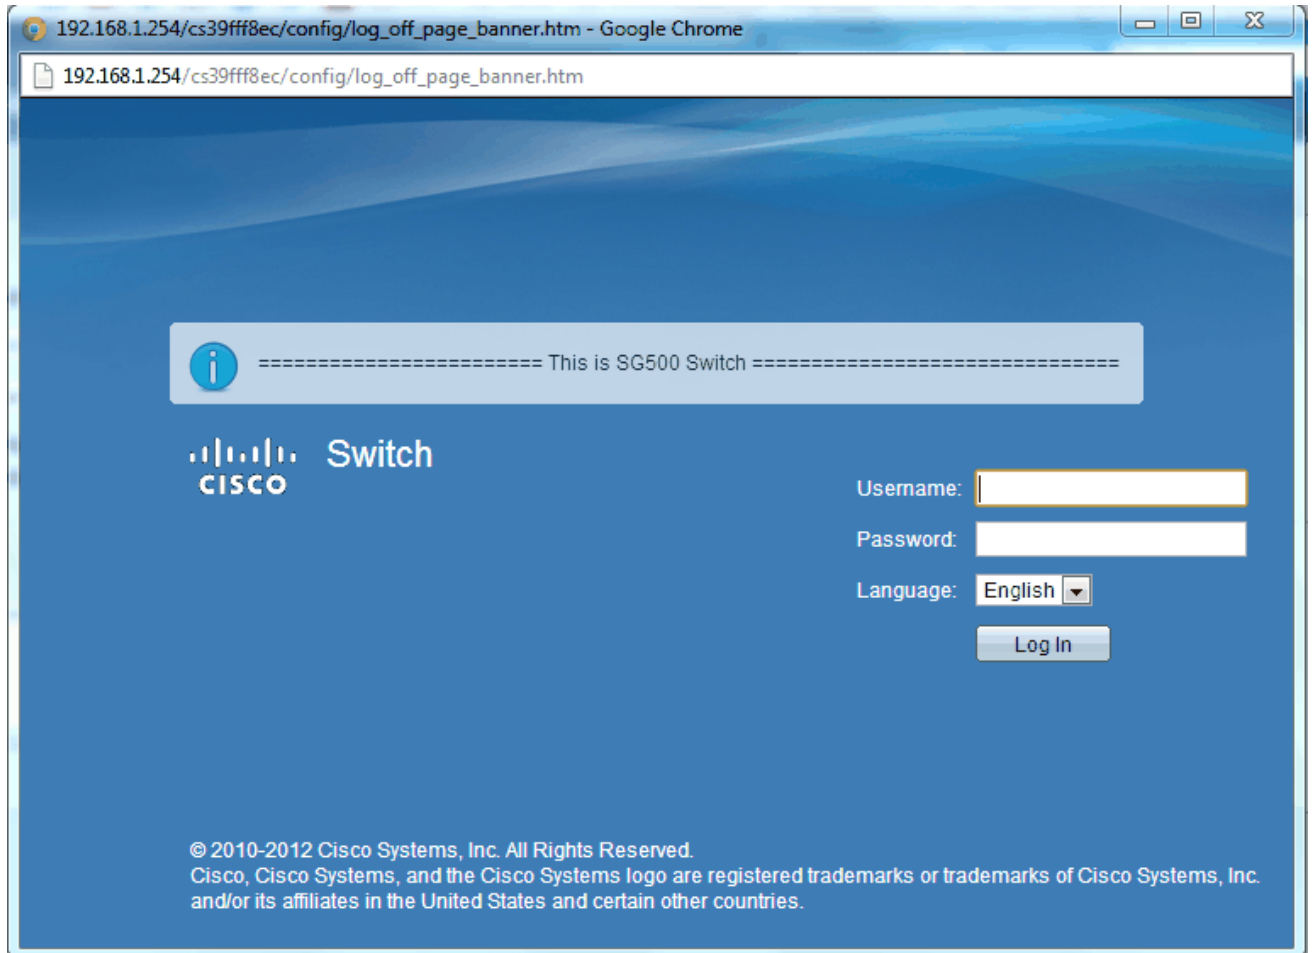 192.168.1.254/cs39fff8ec/config/log_off_page_banner.htm - Google Chrome
192.168.1.254/cs39fff8ec/config/log_off_page_banner.htm
======================== This is SG500 Switch ===============================
CISCO
Switch
Username:
Password:
Language: English
Log In
© 2010-2012 Cisco Systems, Inc. All Rights Reserved.
Cisco, Cisco Systems, and the Cisco Systems logo are registered trademarks or trademarks of Cisco Systems, Inc.
and/or its affiliates in the United States and certain other countries.